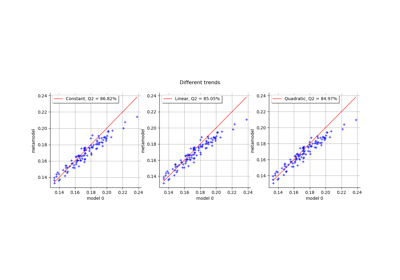 Different trends
Constant, Q2 = 86.82%
Linear, Q2 = 85.05%
Quadratic, Q2 = 84.97%
0.24
0.22
0.20
0.18
0.16
0.14
metamodel
0.14 0.16 0.18 0.20 0.22 0.24
model 0
0.24
0.22
0.20
0.18
0.16
0.14
metamodel
0.14 0.16 0.18 0.20 0.22 0.24
model 0
0.24
0.22
0.20
0.18
0.16
0.14
metamodel
0.14 0.16 0.18 0.20 0.22 0.24
model 0